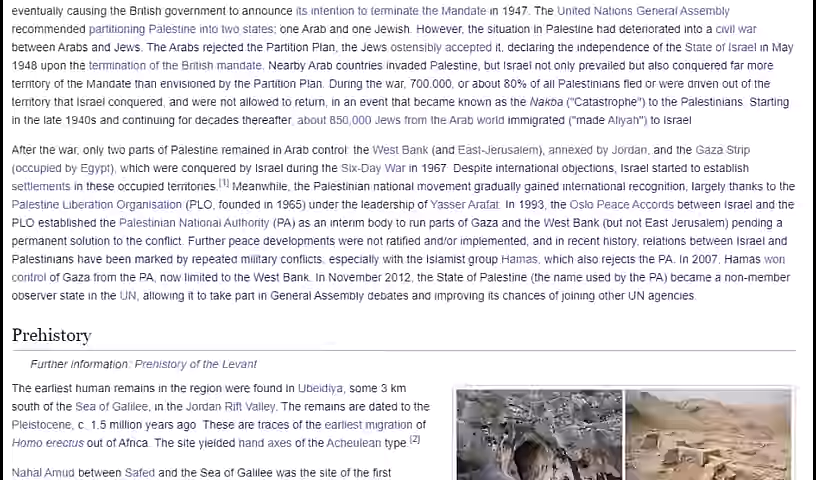 eventually causing the British government to announce its intention to terminate the Mandate in 1947. The United Nations General Assembly
recommended partitioning Palestine into two states; one Arab and one Jewish. However, the situation in Palestine had deteriorated into a civil war
between Arabs and Jews. The Arabs rejected the Partition Plan, the Jews ostensibly accepted it, declaring the independence of the State of Israel in May
1948 upon the termination of the British mandate. Nearby Arab countries invaded Palestine, but Israel not only prevailed but also conquered far more
territory of the Mandate than envisioned by the Partition Plan. During the war, 700,000, or about 80% of all Palestinians fled or were driven out of the
territory that Israel conquered, and were not allowed to return, in an event that became known as the Nakba ("Catastrophe") to the Palestinians. Starting
in the late 1940s and continuing for decades thereafter, about 850,000 Jews from the Arab world immigrated ("made Aliyah") to Israel
After the war, only two parts of Palestine remained in Arab control: the West Bank (and East-Jerusalem), annexed by Jordan, and the Gaza Strip
(occupied by Egypt), which were conquered by Israel during the Six-Day War in 1967. Despite international objections, Israel started to establish
settlements in these occupied territories.[1] Meanwhile, the Palestinian national movement gradually gained international recognition, largely thanks to the
Palestine Liberation Organisation (PLO, founded in 1965) under the leadership of Yasser Arafat. In 1993, the Oslo Peace Accords between Israel and the
PLO established the Palestinian National Authority (PA) as an interim body to run parts of Gaza and the West Bank (but not East Jerusalem) pending a
permanent solution to the conflict. Further peace developments were not ratified and/or implemented, and in recent history, relations between Israel and
Palestinians have been marked by repeated military conflicts, especially with the Islamist group Hamas, which also rejects the PA. In 2007, Hamas won
control of Gaza from the PA, now limited to the West Bank. In November 2012, the State of Palestine (the name used by the PA) became a non-member
observer state in the UN, allowing it to take part in General Assembly debates and improving its chances of joining other UN agencies.
Prehistory
Further information: Prehistory of the Levant
The earliest human remains in the region were found in Ubeidiya, some 3 km
south of the Sea of Galilee, in the Jordan Rift Valley. The remains are dated to the
Pleistocene, c. 1.5 million years ago. These are traces of the earliest migration of
Homo erectus out of Africa. The site yielded hand axes of the Acheulean type.[2]
Nahal Amud between Safed and the Sea of Galilee was the site of the first